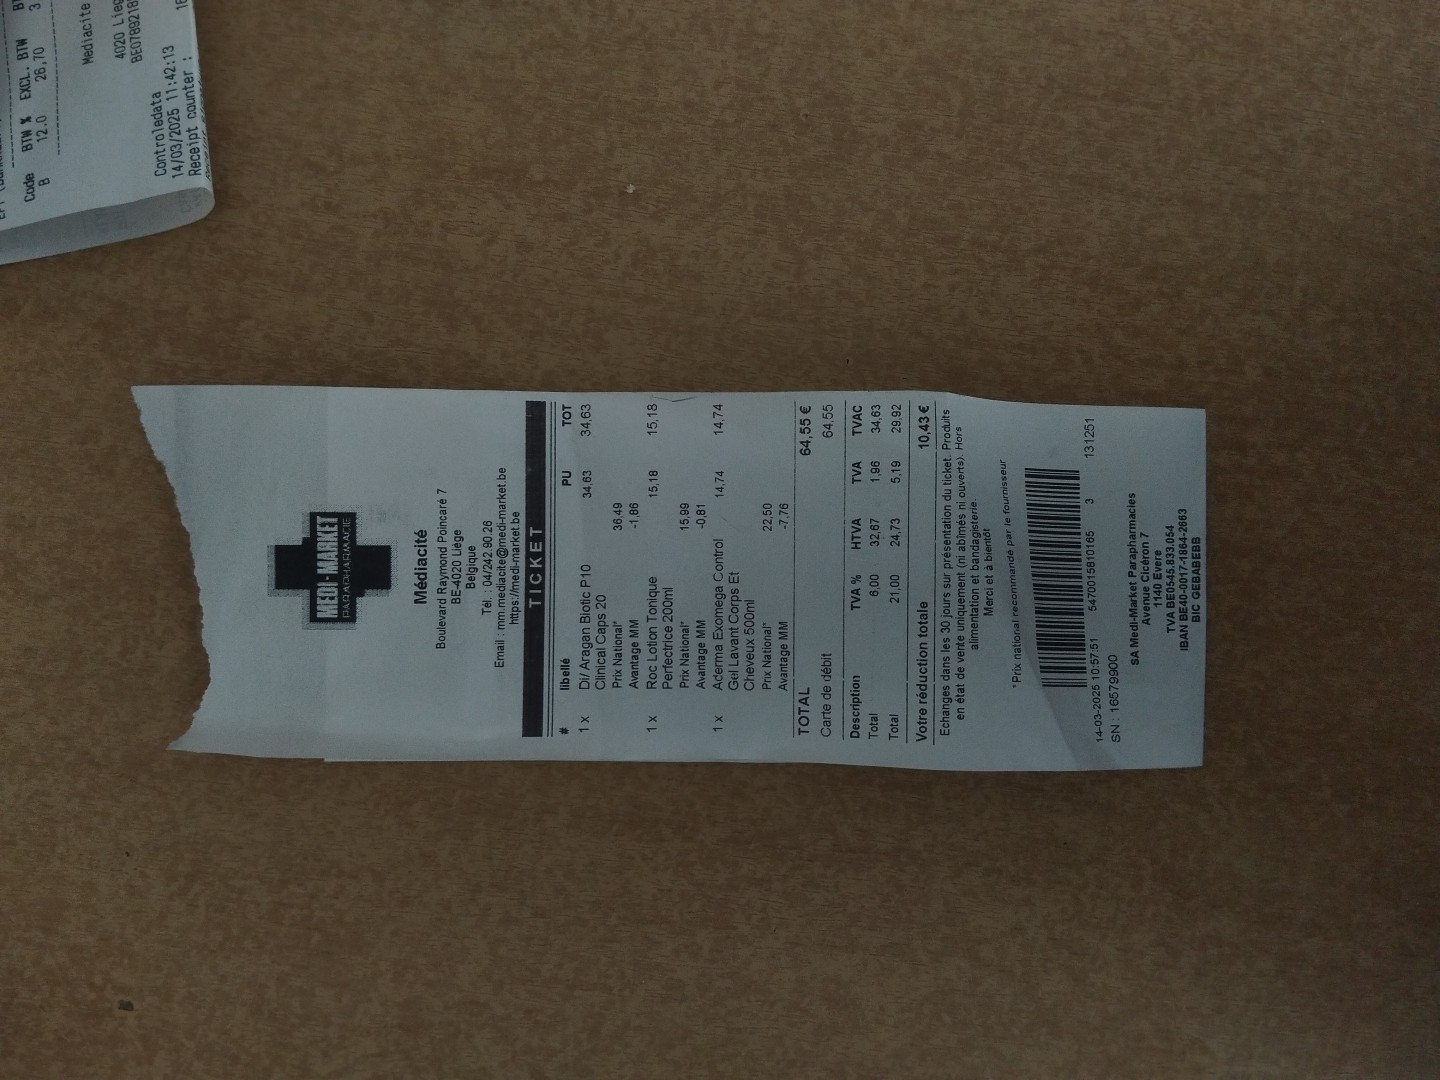 MEDI-MARKET
PARAPHARMACIE
Médiacité
Boulevard Raymond Poincaré 7
BE-4020 Liège
Belgique
Tél. : 04/242.90.26
Email : mm.mediacite@medi-market.be
https://medi-market.be
TICKET
# libellé PU TOT
1 x DI/ Aragan Biotic P10 34,63 34,63
Clinical Caps 20
Prix National* 36,49
Avantage MM -1,86
1 x Roc Lotion Tonique 15,18 15,18
Perfectrice 200ml
Prix National* 15,99
Avantage MM -0,81
1 x Aderma Exomega Control 14,74 14,74
Gel Lavant Corps Et
Cheveux 500ml
Prix National* 22,50
Avantage MM -7,76
TOTAL 64,55 €
Carte de débit 64,55
Description TVA % HTVA TVA TVAC
Total 6,00 32,67 1,96 34,63
Total 21,00 24,73 5,19 29,92
Votre réduction totale 10,43 €
Echanges dans les 30 jours sur présentation du ticket. Produits
en état de vente uniquement (ni abîmés ni ouverts). Hors
alimentation et bandagisterie.
Merci et à bientôt
*Prix national recommandé par le fournisseur
14-03-2025 10:57:51 5470015810165 3 131251
SN : 16579900
SA Medi-Market Parapharmacies
Avenue Cicéron 7
1140 Evere
TVA BE0545.833.054
IBAN BE40-0017-1864-2663
BIC GEBABEBB
Code BTW % EXCL. BTW
B 12.0 26,70 3
Mediacite
4020 Lieg
BE0789218
Controledata
14/03/2025 11:42:13
Receipt counter :